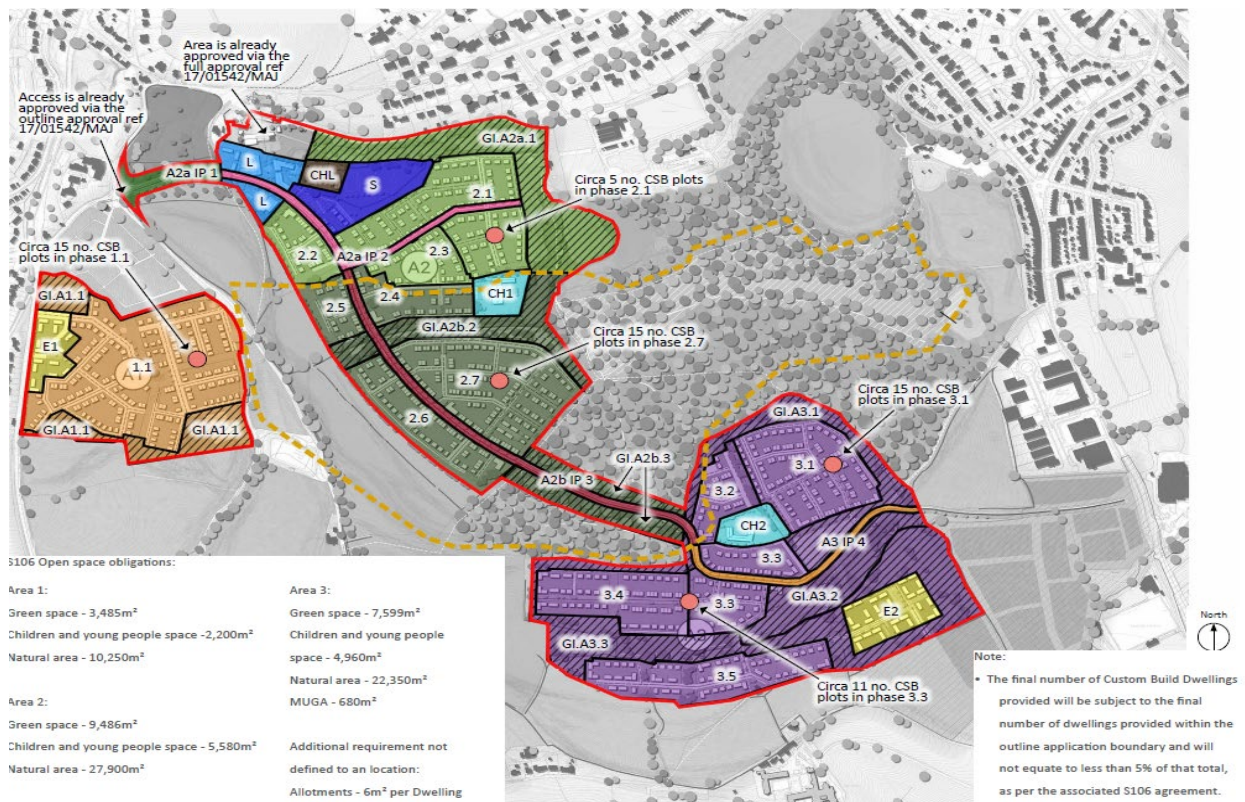 Area is already
approved via the
full approval ref
17/01542/MAJ
Access is already
approved via the
outline approval ref
17/01542/MAJ
GI.A2a.1
A2a IP 1
L
CHL
S
L
2.1
Circa 5 no. CSB plots
in phase 2.1
Circa 15 no. CSB
plots in phase 1.1
2.2
A2a IP 2
2.3
A2
GI.A1.1
2.5
2.4
CH1
GI.A2b.2
Circa 15 no. CSB
plots in phase 2.7
E1
1.1
2.7
Circa 15 no. CSB
plots in phase 3.1
2.6
GI.A1.1
GI.A1.1
GI.A3.1
GI.A2b.3
3.1
A2b IP 3
3.2
CH2
A3 IP 4
3.3
3.4
3.3
GI.A3.2
E2
GI.A3.3
3.5
Circa 11 no. CSB
plots in phase 3.3
North
S106 Open space obligations:
Area 1:
Green space - 3,485m²
Children and young people space -2,200m²
Natural area - 10,250m²
Area 2:
Green space - 9,486m²
Children and young people space - 5,580m²
Natural area - 27,900m²
Area 3:
Green space - 7,599m²
Children and young people
space - 4,960m²
Natural area - 22,350m²
MUGA - 680m²
Additional requirement not
defined to an location:
Allotments - 6m² per Dwelling
Note:
• The final number of Custom Build Dwellings
provided will be subject to the final
number of dwellings provided within the
outline application boundary and will
not equate to less than 5% of that total,
as per the associated S106 agreement.